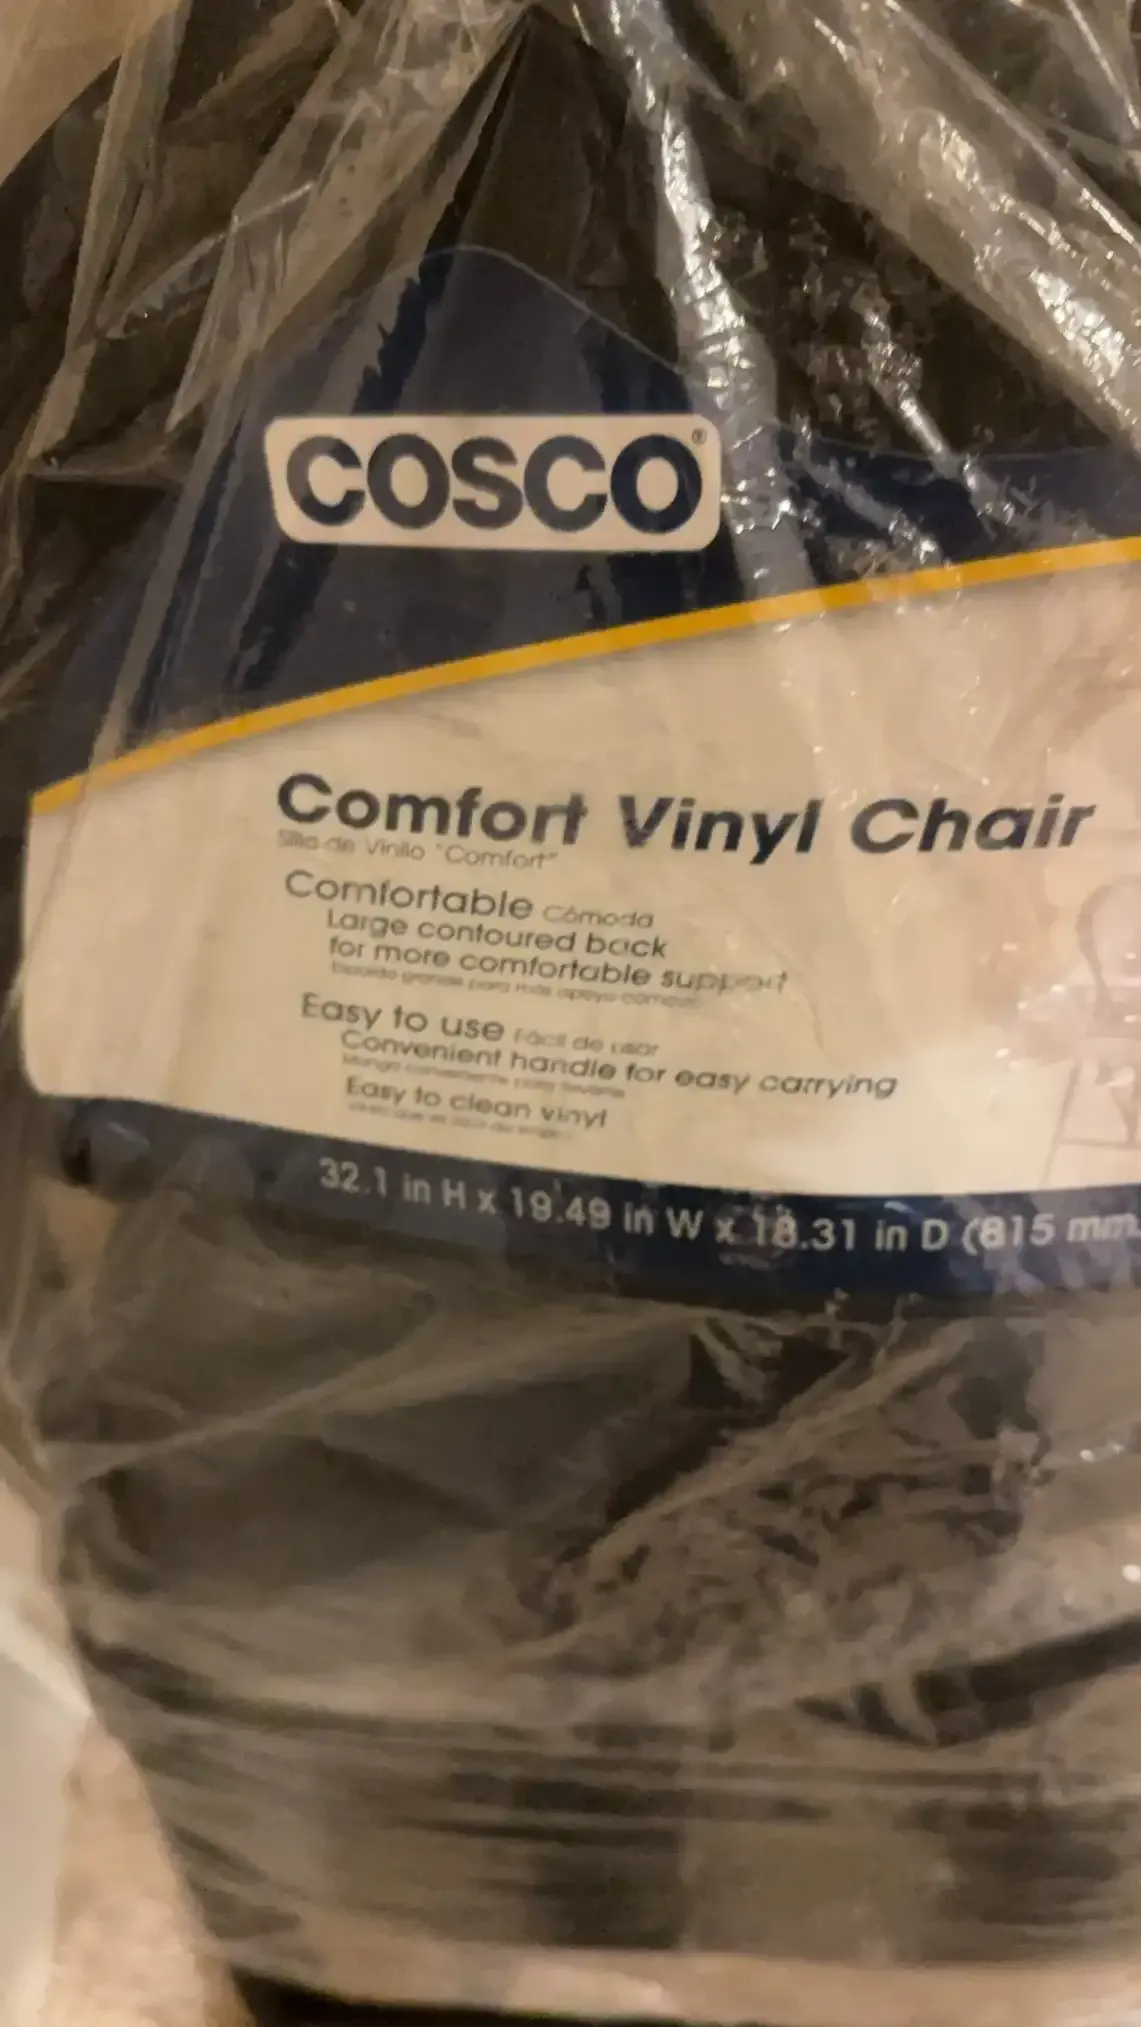 COSCO®
Comfort Vinyl Chair
Silla de Vinilo "Comfort"
Comfortable Cómoda
Large contoured back
for more comfortable support
Easy to use Fácil de usar
Convenient handle for easy carrying
Easy to clean vinyl
32.1 in H x 19.49 in W x 18.31 in D (815 mm